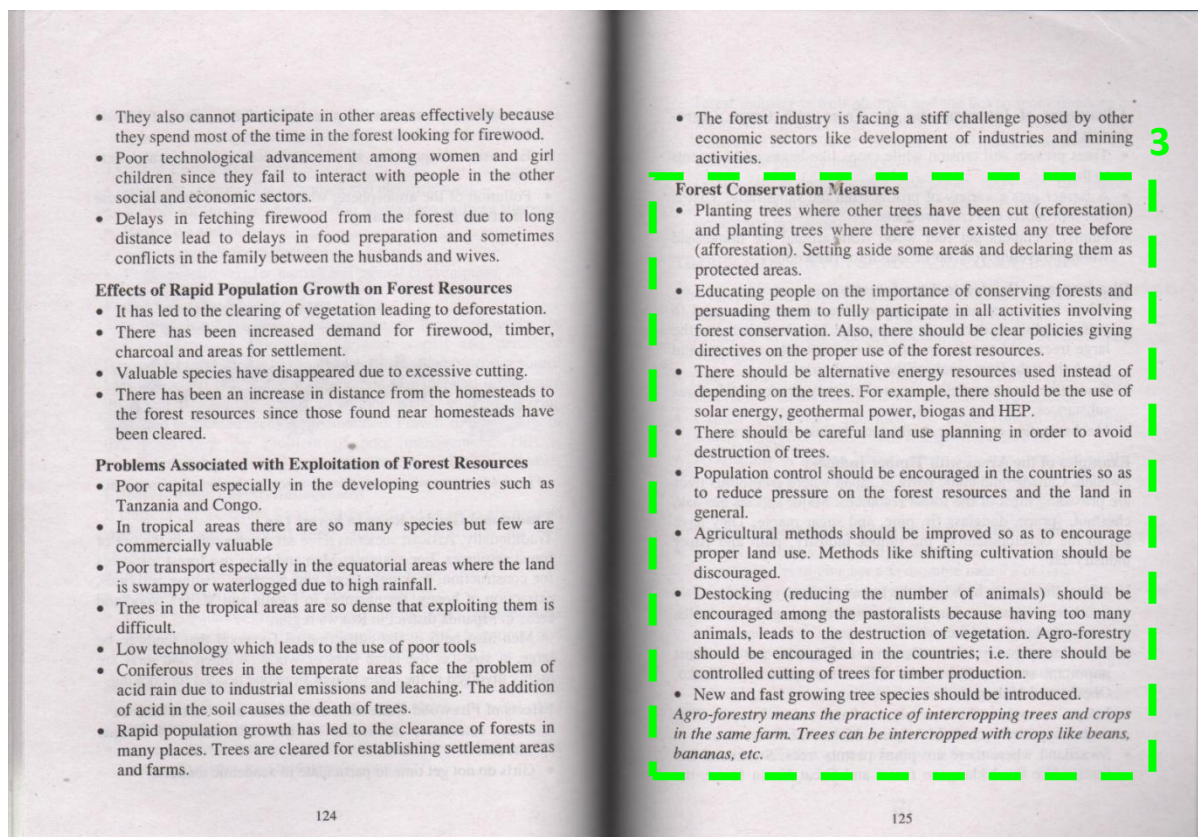 • They also cannot participate in other areas effectively because
they spend most of the time in the forest looking for firewood.
• Poor technological advancement among women and girl
children since they fail to interact with people in the other
social and economic sectors.
• Delays in fetching firewood from the forest due to long
distance lead to delays in food preparation and sometimes
conflicts in the family between the husbands and wives.
Effects of Rapid Population Growth on Forest Resources
• It has led to the clearing of vegetation leading to deforestation.
• There has been increased demand for firewood, timber,
charcoal and areas for settlement.
• Valuable species have disappeared due to excessive cutting.
• There has been an increase in distance from the homesteads to
the forest resources since those found near homesteads have
been cleared.
Problems Associated with Exploitation of Forest Resources
• Poor capital especially in the developing countries such as
Tanzania and Congo.
• In tropical areas there are so many species but few are
commercially valuable
• Poor transport especially in the equatorial areas where the land
is swampy or waterlogged due to high rainfall.
• Trees in the tropical areas are so dense that exploiting them is
difficult.
• Low technology which leads to the use of poor tools
• Coniferous trees in the temperate areas face the problem of
acid rain due to industrial emissions and leaching. The addition
of acid in the soil causes the death of trees.
• Rapid population growth has led to the clearance of forests in
many places. Trees are cleared for establishing settlement areas
and farms.
124
• The forest industry is facing a stiff challenge posed by other
economic sectors like development of industries and mining
activities.
3
Forest Conservation Measures
• Planting trees where other trees have been cut (reforestation)
and planting trees where there never existed any tree before
(afforestation). Setting aside some areas and declaring them as
protected areas.
• Educating people on the importance of conserving forests and
persuading them to fully participate in all activities involving
forest conservation. Also, there should be clear policies giving
directives on the proper use of the forest resources.
• There should be alternative energy resources used instead of
depending on the trees. For example, there should be the use of
solar energy, geothermal power, biogas and HEP.
• There should be careful land use planning in order to avoid
destruction of trees.
• Population control should be encouraged in the countries so as
to reduce pressure on the forest resources and the land in
general.
• Agricultural methods should be improved so as to encourage
proper land use. Methods like shifting cultivation should be
discouraged.
• Destocking (reducing the number of animals) should be
encouraged among the pastoralists because having too many
animals, leads to the destruction of vegetation. Agro-forestry
should be encouraged in the countries; i.e. there should be
controlled cutting of trees for timber production.
• New and fast growing tree species should be introduced.
Agro-forestry means the practice of intercropping trees and crops
in the same farm. Trees can be intercropped with crops like beans,
bananas, etc.
125